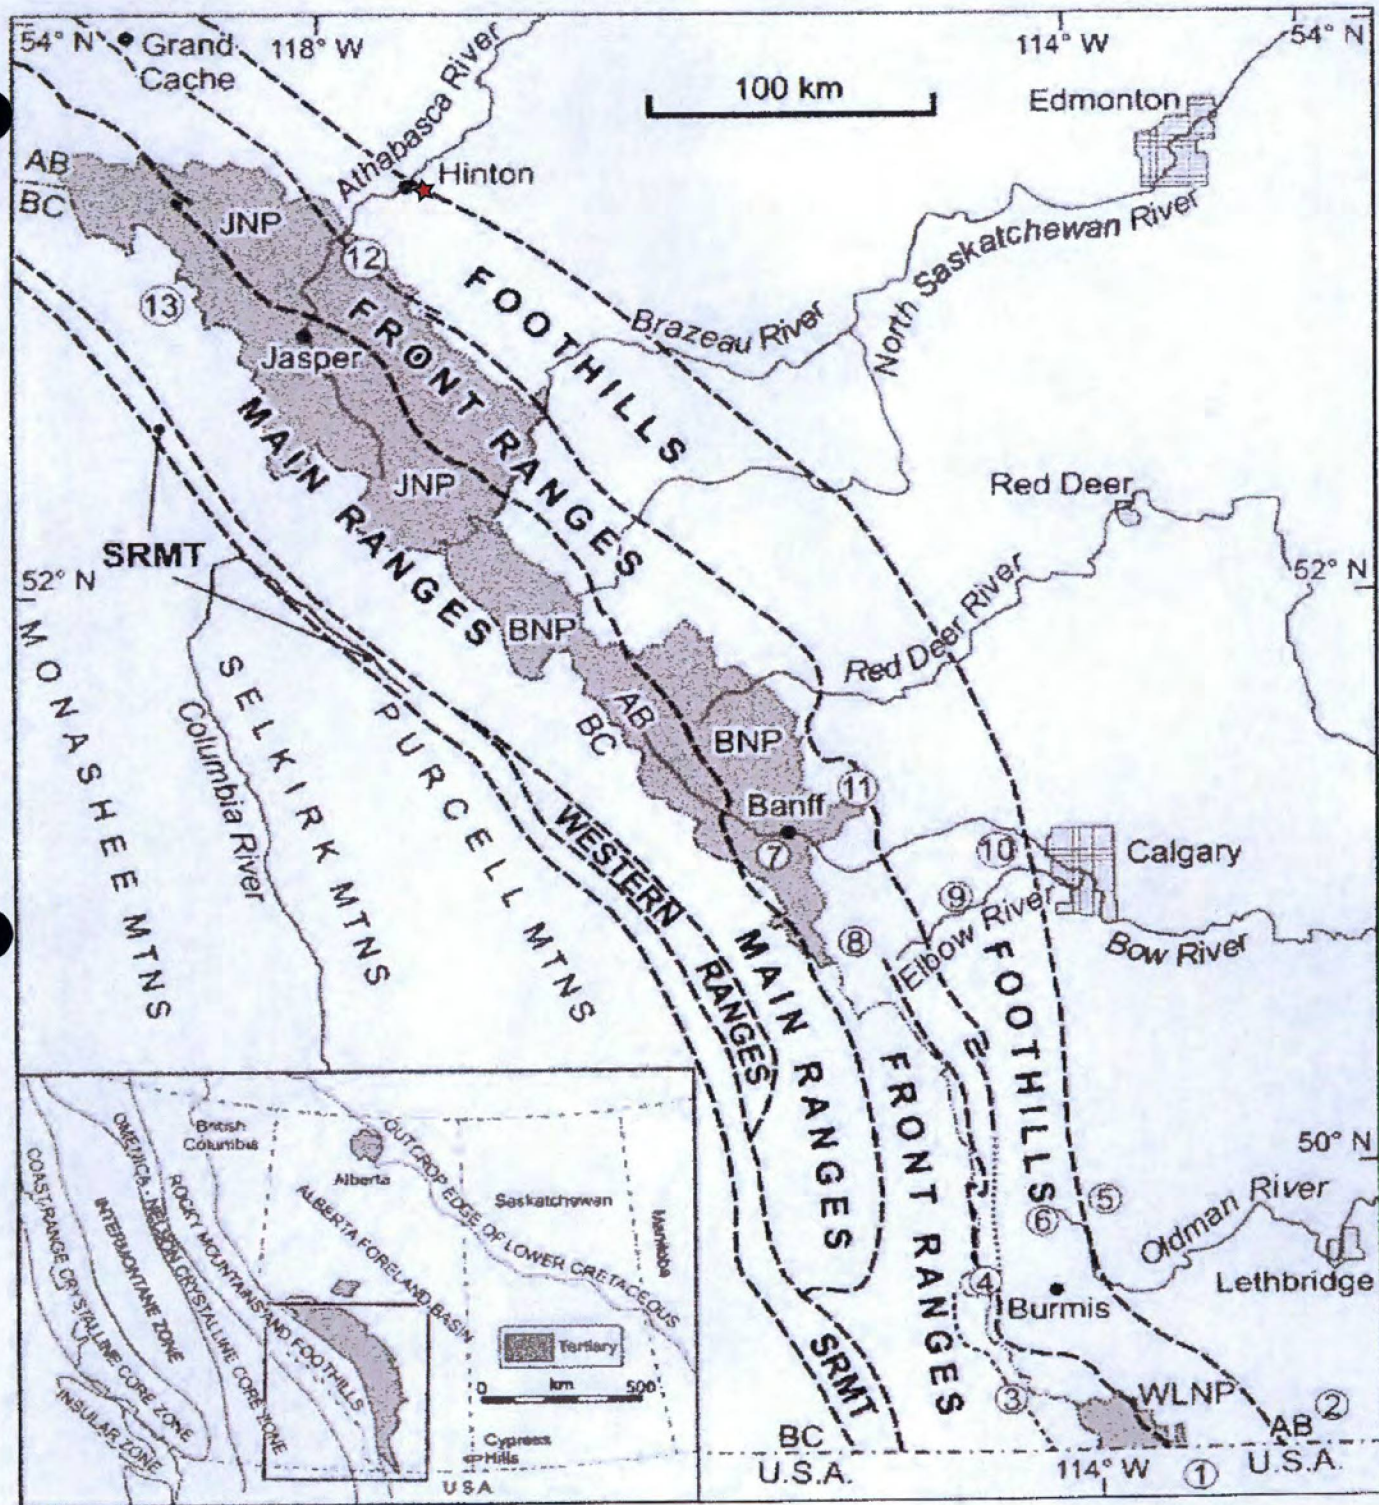 54° N
Grand
Cache
118° W
114° W
54° N
100 km
Edmonton
Athabasca River
Hinton
AB
BC
JNP
12
13
FOOTHILLS
FRONT RANGES
Brazeau River
North Saskatchewan River
Jasper
MAIN RANGES
JNP
Red Deer
SRMT
52° N
52° N
BNP
Red Deer River
MONASHEE MTNS
SELKIRK MTNS
Columbia River
PURCELL MTNS
AB
BC
BNP
Banff
11
7
10
Calgary
WESTERN RANGES
9
8
Elbow River
Bow River
MAIN RANGES
FRONT RANGES
FOOTHILLS
50° N
5
6
Oldman River
4
Burmis
Lethbridge
SRMT
3
WLNP
2
BC
AB
U.S.A.
114° W
1
U.S.A.
British
Columbia
Alberta
Saskatchewan
Manitoba
OUTCROP EDGE OF LOWER CRETACEOUS
ALBERTA FORELAND BASIN
ROCKY MOUNTAINS AND FOOTHILLS
OMENICA - NELSON CRYSTALLINE CORE ZONE
INTERMONTANE ZONE
COAST RANGE CRYSTALLINE CORE ZONE
INSULAR ZONE
Tertiary
0 km 500
Cypress
Hills
USA